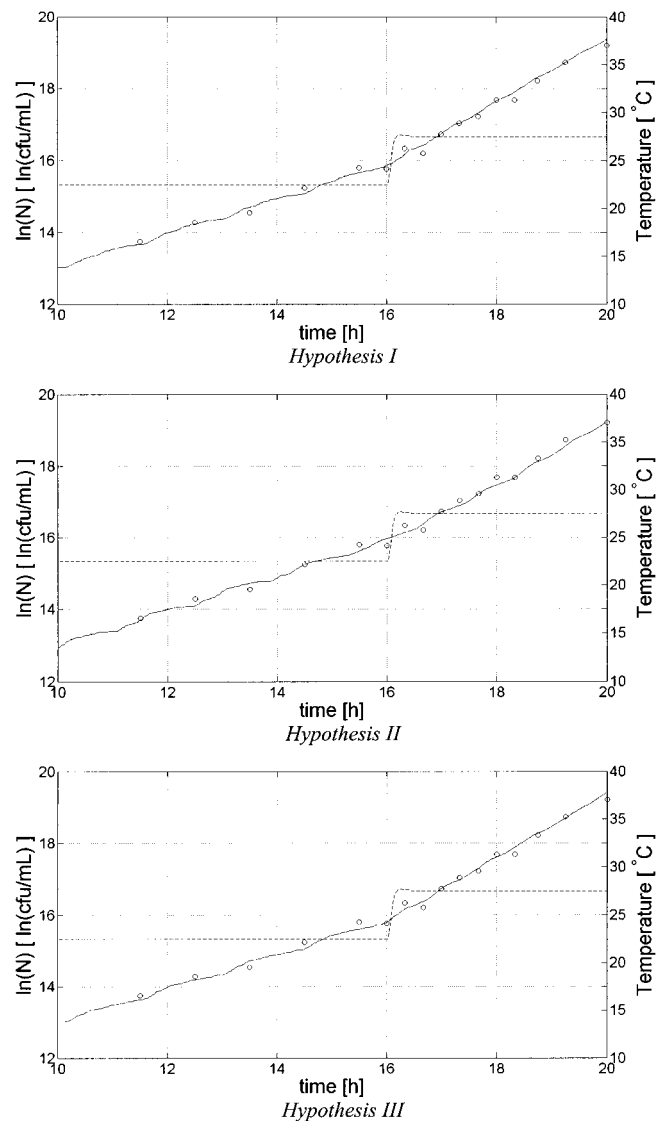 20
18
16
14
12
ln(N) [ ln(cfu/mL) ]
40
35
30
25
20
15
10
Temperature [ °C ]
10 12 14 16 18 20
time [h]
Hypothesis I
20
18
16
14
12
ln(N) [ ln(cfu/mL) ]
40
35
30
25
20
15
10
Temperature [ °C ]
10 12 14 16 18 20
time [h]
Hypothesis II
20
18
16
14
12
ln(N) [ ln(cfu/mL) ]
40
35
30
25
20
15
10
Temperature [ °C ]
10 12 14 16 18 20
time [h]
Hypothesis III